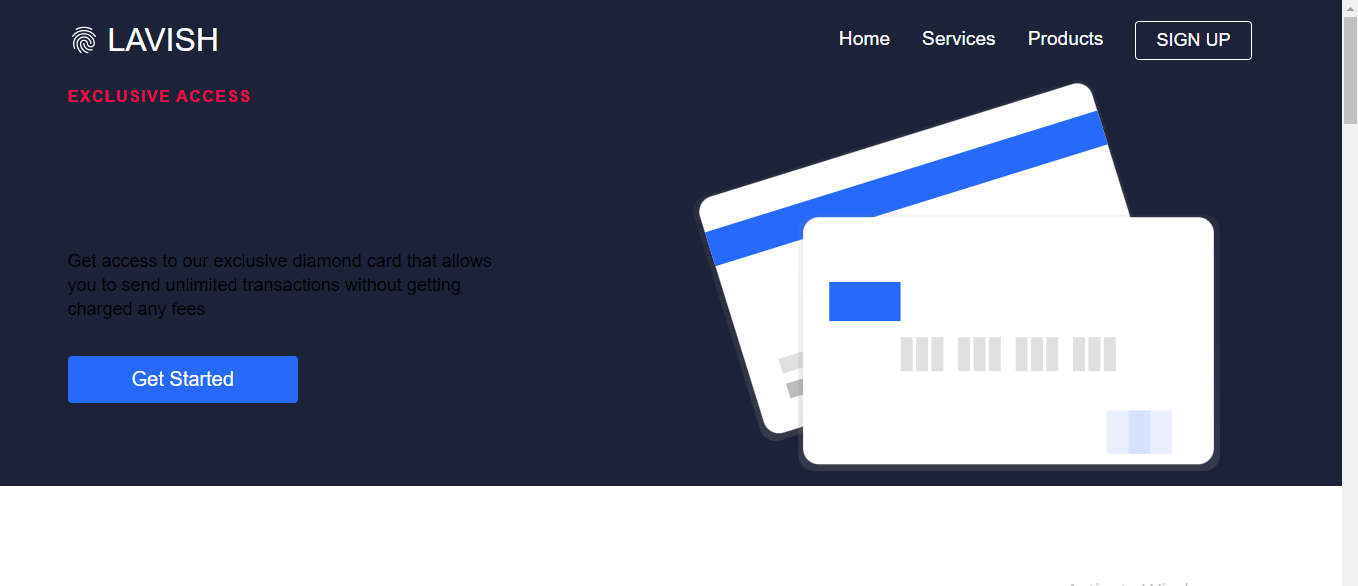 LAVISH
Home
Services
Products
SIGN UP
EXCLUSIVE ACCESS
Get access to our exclusive diamond card that allows
you to send unlimited transactions without getting
charged any fees
Get Started